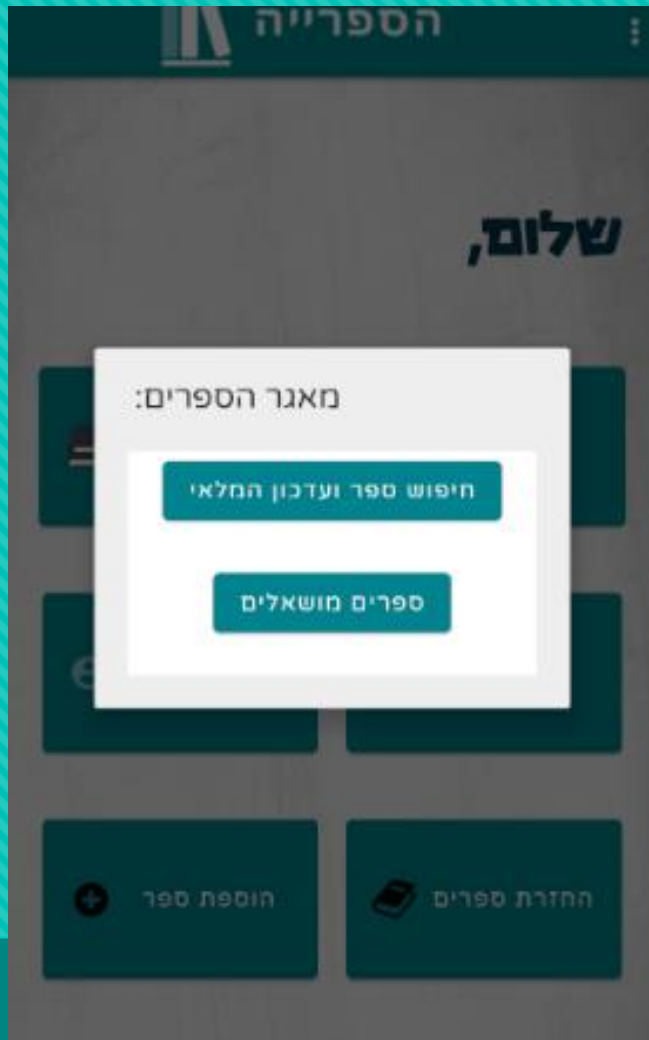 הספרייה
שלום,
מאגר הספרים:
חיפוש ספר ועדכון המלאי
ספרים מושאלים
החזרת ספרים
הוספת ספר